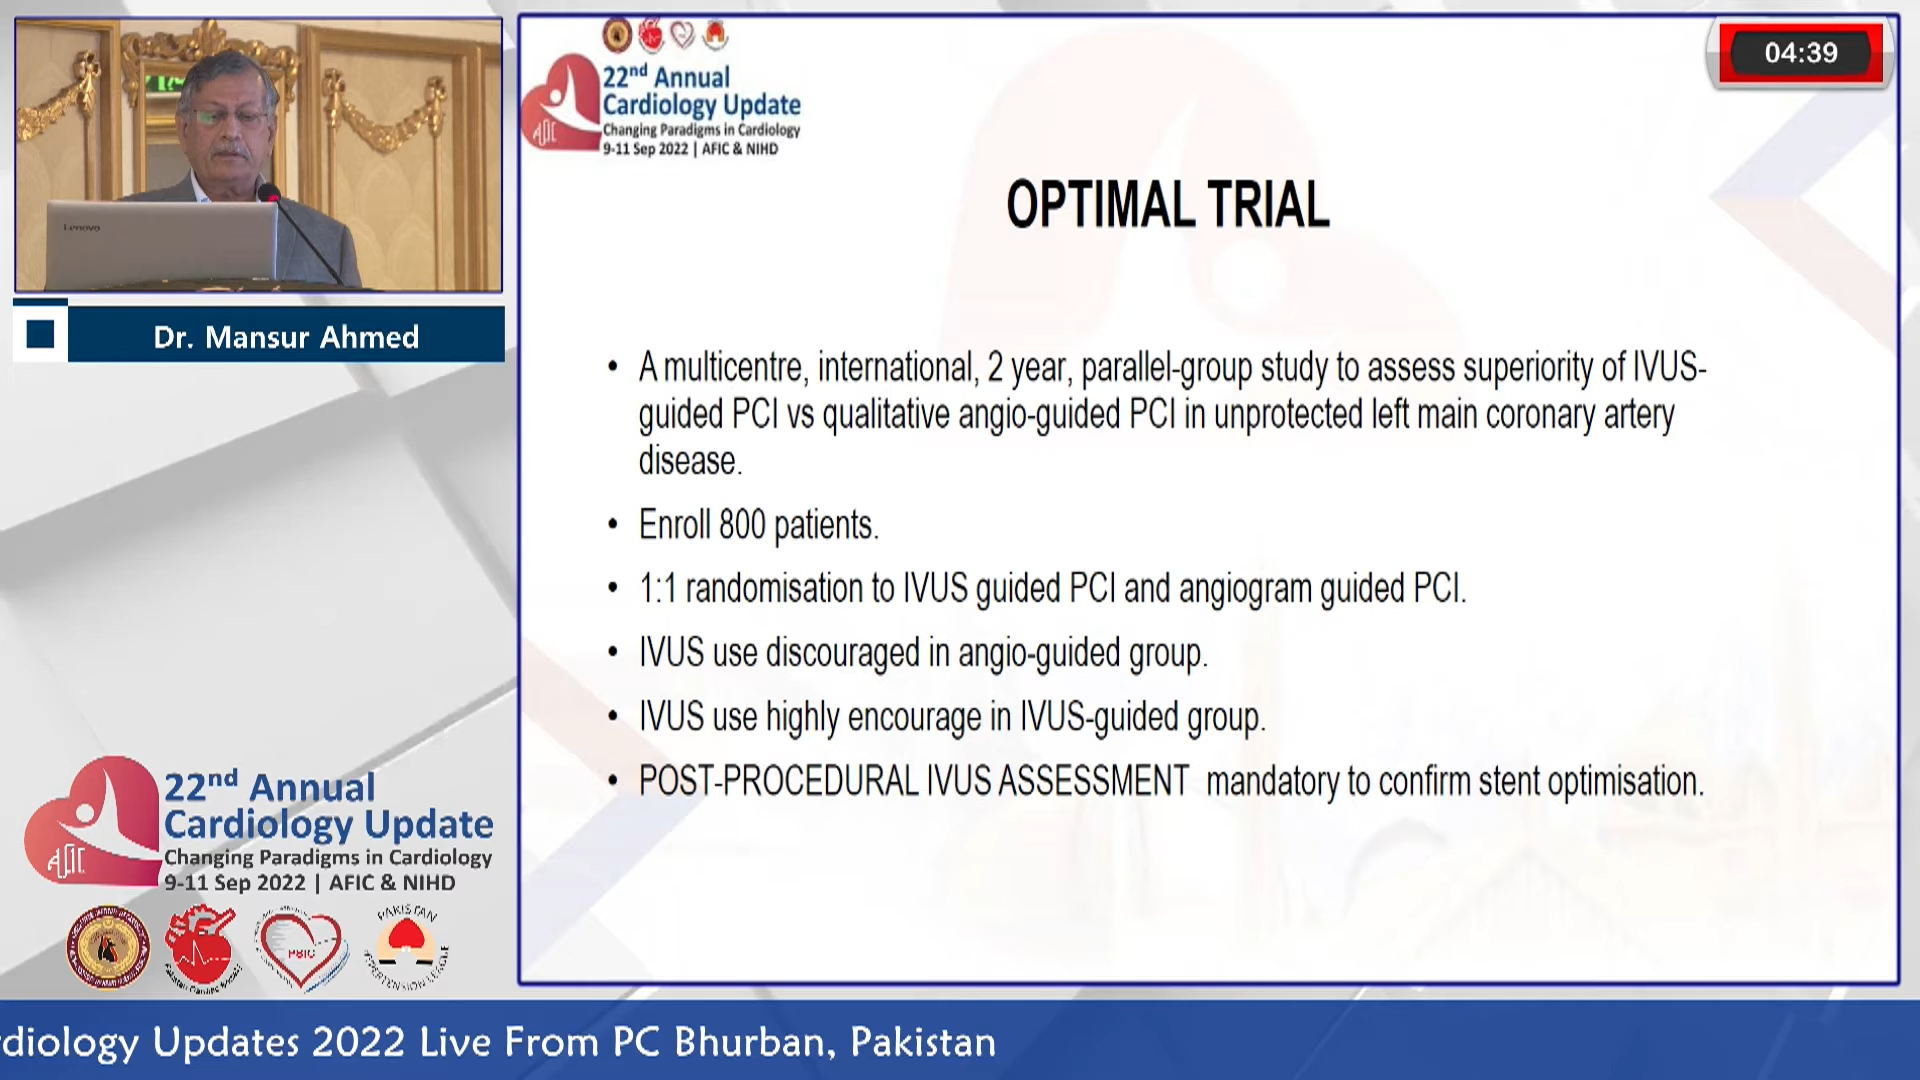 22nd Annual
Cardiology Update
Changing Paradigms in Cardiology
9-11 Sep 2022 | AFIC & NIHD
04:39
OPTIMAL TRIAL
Lenovo
Dr. Mansur Ahmed
• A multicentre, international, 2 year, parallel-group study to assess superiority of IVUS-
guided PCI vs qualitative angio-guided PCI in unprotected left main coronary artery
disease.
• Enroll 800 patients.
• 1:1 randomisation to IVUS guided PCI and angiogram guided PCI.
• IVUS use discouraged in angio-guided group.
• IVUS use highly encourage in IVUS-guided group.
• POST-PROCEDURAL IVUS ASSESSMENT mandatory to confirm stent optimisation.
22nd Annual
Cardiology Update
Changing Paradigms in Cardiology
9-11 Sep 2022 | AFIC & NIHD
PAKISTAN
HYPERTENSION LEAGUE
rdiology Updates 2022 Live From PC Bhurban, Pakistan